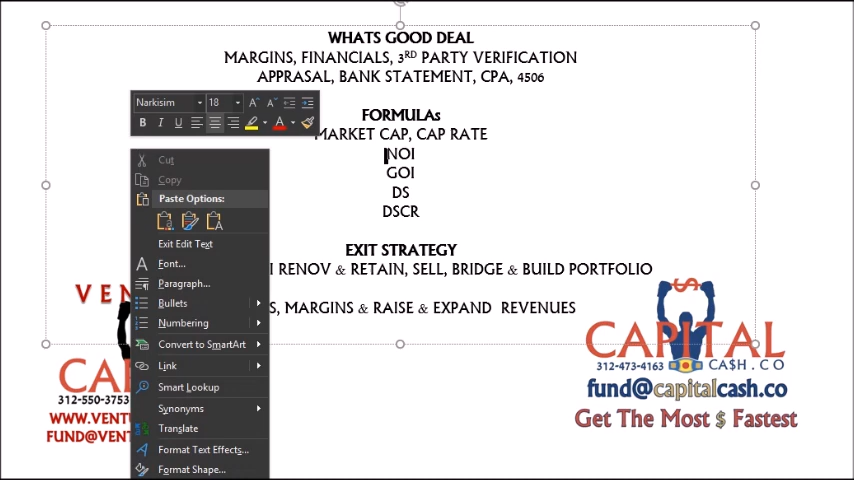 WHATS GOOD DEAL
MARGINS, FINANCIALS, 3RD PARTY VERIFICATION
APPRASAL, BANK STATEMENT, CPA, 4506
Narkisim 18
B I U
FORMULAs
MARKET CAP, CAP RATE
NOI
GOI
DS
DSCR
Cut
Copy
Paste Options:
Exit Edit Text
Font...
Paragraph...
Bullets
Numbering
Convert to SmartArt
Link
Smart Lookup
Synonyms
Translate
Format Text Effects...
Format Shape...
EXIT STRATEGY
RENOV & RETAIN, SELL, BRIDGE & BUILD PORTFOLIO
MARGINS & RAISE & EXPAND REVENUES
VEN
CA
312-550-3753
WWW.VENT
FUND@VENT
CAPITAL
312-473-4163 CA$H.CO
fund@capitalcash.co
Get The Most $ Fastest